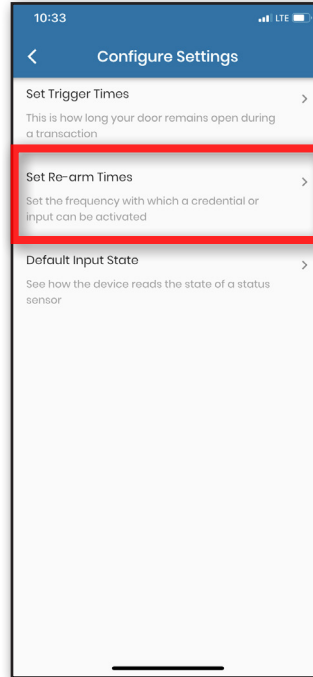 10:33
LTE
Configure Settings
Set Trigger Times
This is how long your door remains open during
a transaction
Set Re-arm Times
Set the frequency with which a credential or
input can be activated
Default Input State
See how the device reads the state of a status
sensor